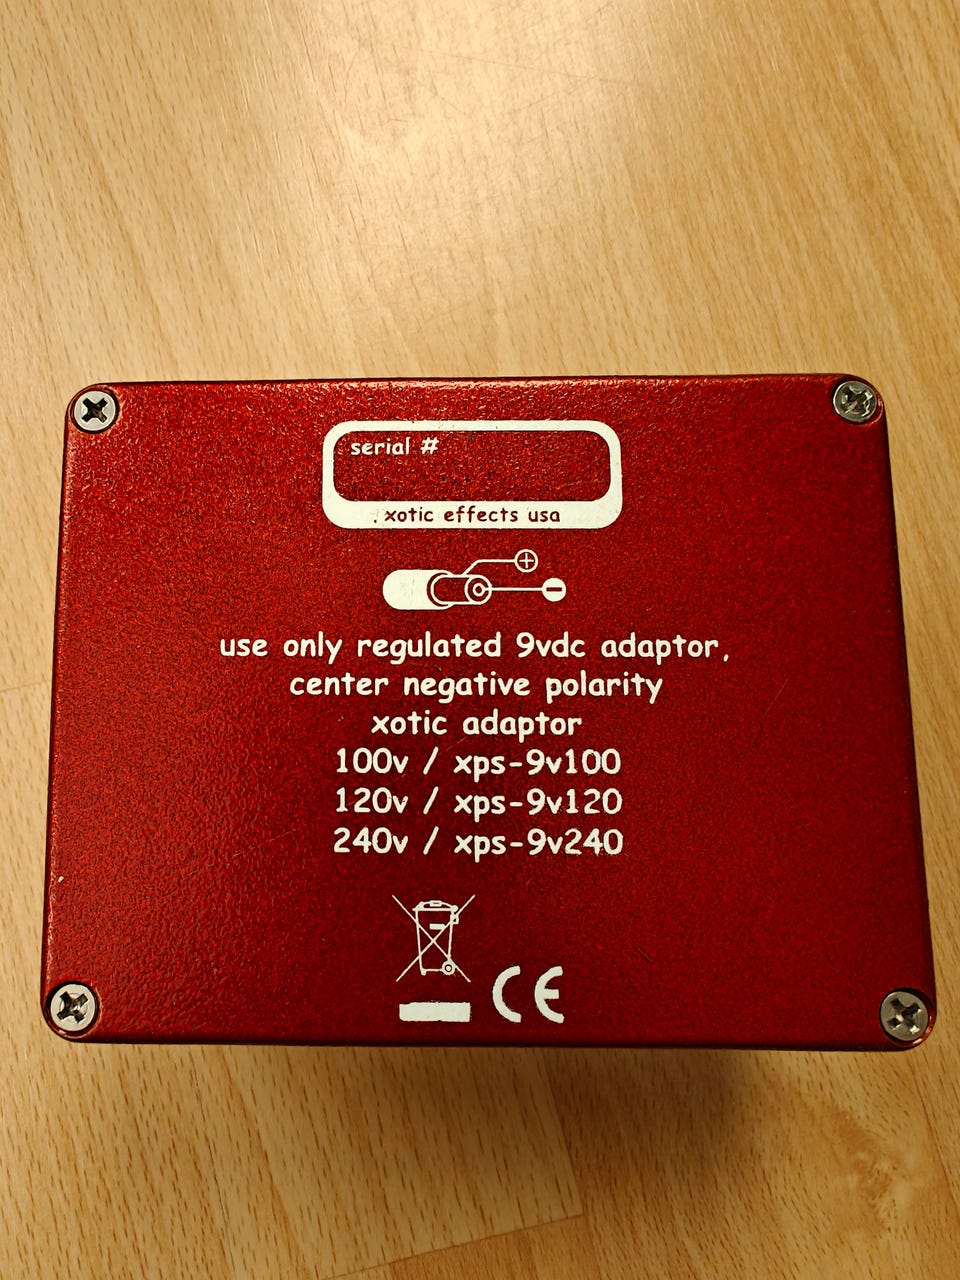 serial #
xotic effects usa
+
-
use only regulated 9vdc adaptor,
center negative polarity
xotic adaptor
100v / xps-9v100
120v / xps-9v120
240v / xps-9v240
CE